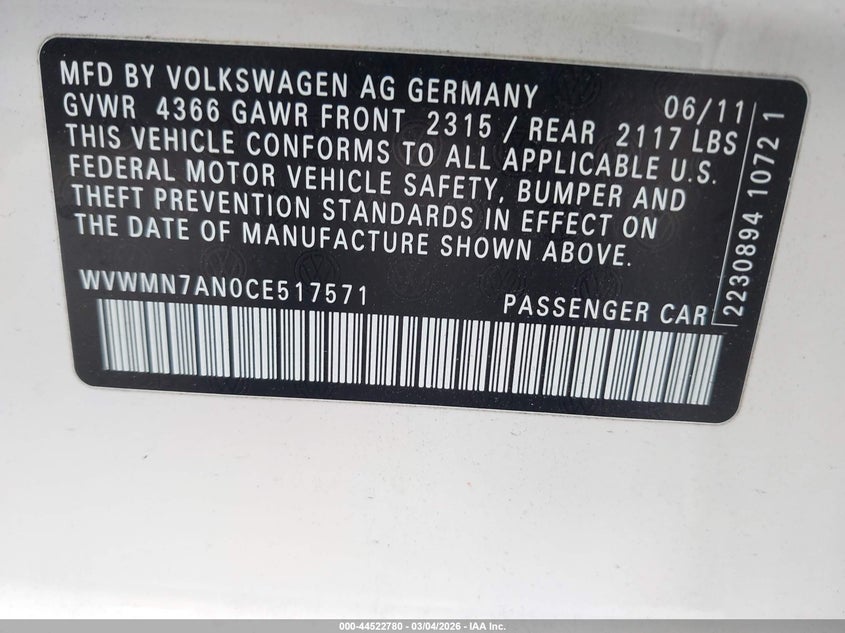 MFD BY VOLKSWAGEN AG GERMANY 06/11
GVWR 4366 GAWR FRONT 2315 / REAR 2117 LBS
THIS VEHICLE CONFORMS TO ALL APPLICABLE U.S.
FEDERAL MOTOR VEHICLE SAFETY, BUMPER AND
THEFT PREVENTION STANDARDS IN EFFECT ON
THE DATE OF MANUFACTURE SHOWN ABOVE.
WVWMN7AN0CE517571
PASSENGER CAR
2230894 1072 1
000-44522780 - 03/04/2026 - IAA Inc.